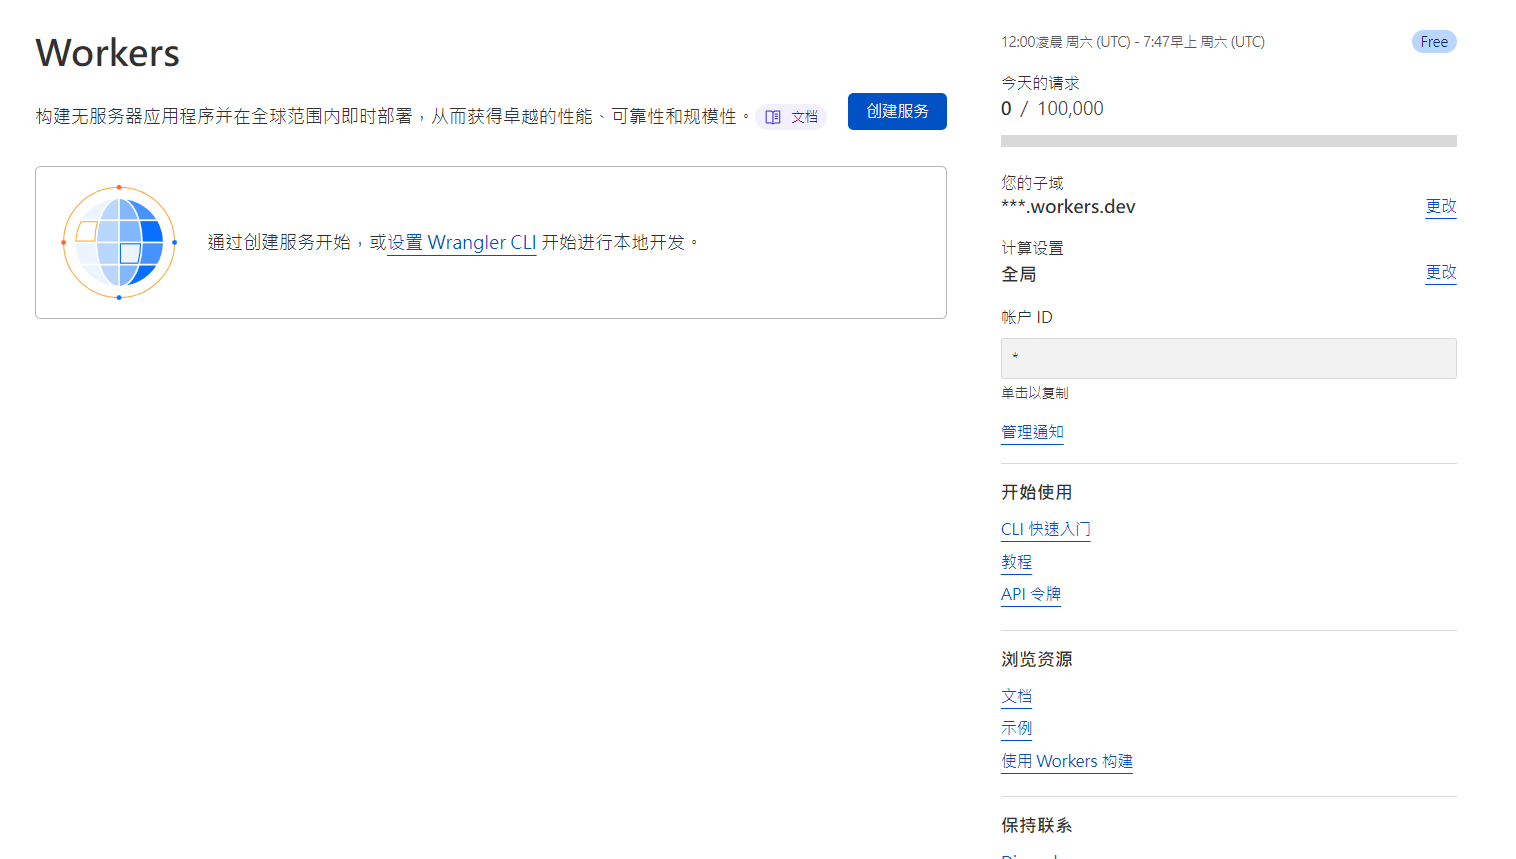 Workers
构建无服务器应用程序并在全球范围内即时部署，从而获得卓越的性能、可靠性和规模性。 文档
创建服务
通过创建服务开始，或设置 Wrangler CLI 开始进行本地开发。
12:00凌晨 周六 (UTC) - 7:47早上 周六 (UTC)
Free
今天的请求
0 / 100,000
您的子域
***.workers.dev
更改
计算设置
全局
更改
帐户 ID
*
单击以复制
管理通知
开始使用
CLI 快速入门
教程
API 令牌
浏览资源
文档
示例
使用 Workers 构建
保持联系